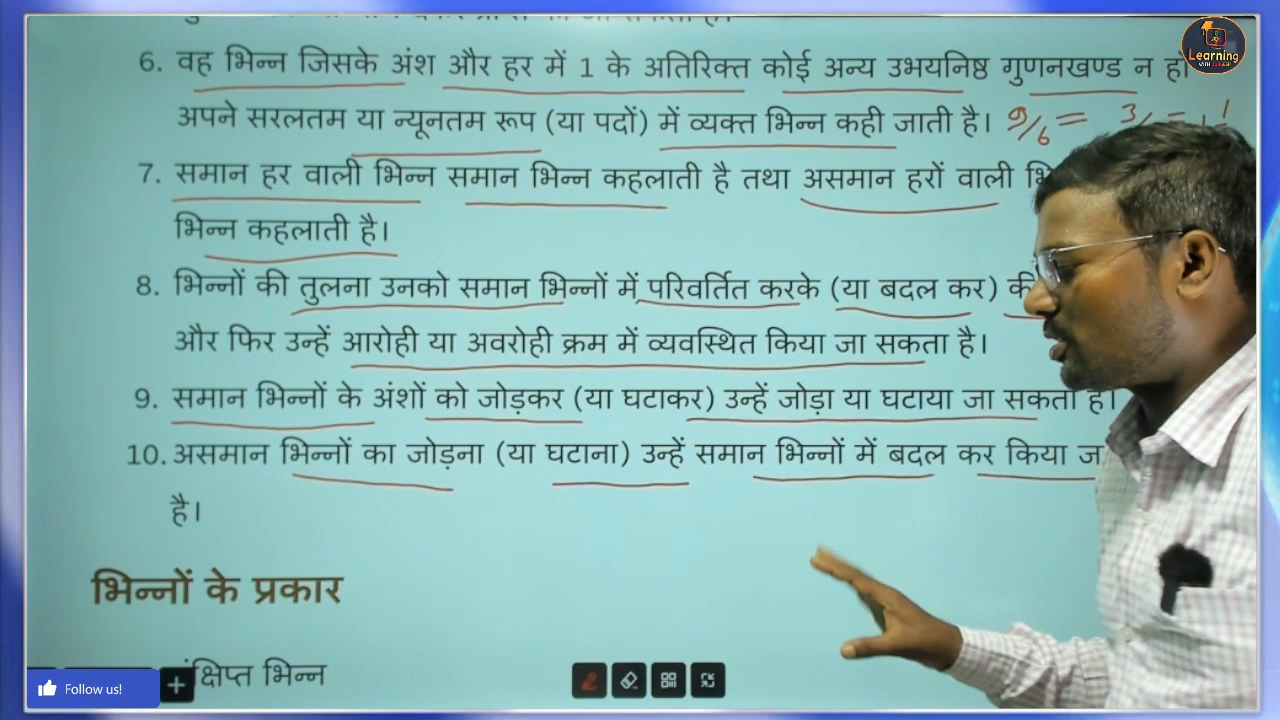 6. वह भिन्न जिसके अंश और हर में 1 के अतिरिक्त कोई अन्य उभयनिष्ठ गुणनखण्ड न हो
अपने सरलतम या न्यूनतम रूप (या पदों) में व्यक्त भिन्न कही जाती है। 9/6 =
7. समान हर वाली भिन्न समान भिन्न कहलाती है तथा असमान हरों वाली
भिन्न कहलाती है।
8. भिन्नों की तुलना उनको समान भिन्नों में परिवर्तित करके (या बदल कर) की
और फिर उन्हें आरोही या अवरोही क्रम में व्यवस्थित किया जा सकता है।
9. समान भिन्नों के अंशों को जोड़कर (या घटाकर) उन्हें जोड़ा या घटाया जा सकता है।
10. असमान भिन्नों का जोड़ना (या घटाना) उन्हें समान भिन्नों में बदल कर किया
है।
भिन्नों के प्रकार
भिन्न
Follow us!
Learning